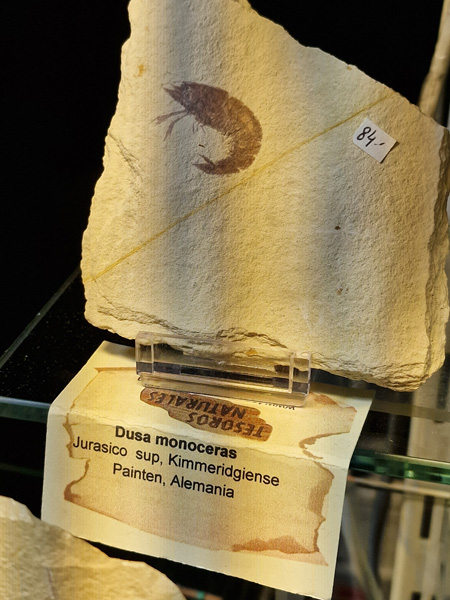 84.-
TESOROS
NATURALES
Dusa monoceras
Jurasico sup, Kimmeridgiense
Painten, Alemania